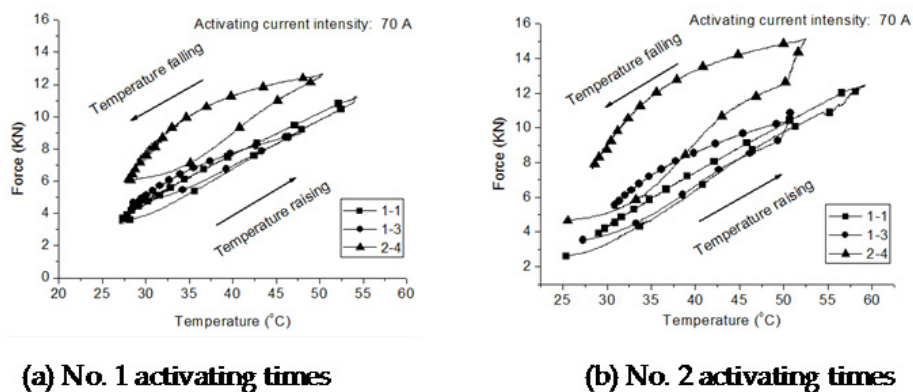 Activating current intensity: 70 A
16
14
12
10
8
6
4
2
0
Force (KN)
Temperature falling
Temperature raising
1-1
1-3
2-4
20 25 30 35 40 45 50 55 60
Temperature (°C)
(a) No. 1 activating times
Activating current intensity: 70 A
16
14
12
10
8
6
4
2
Force (KN)
Temperature falling
Temperature raising
1-1
1-3
2-4
25 30 35 40 45 50 55 60
Temperature (°C)
(b) No. 2 activating times